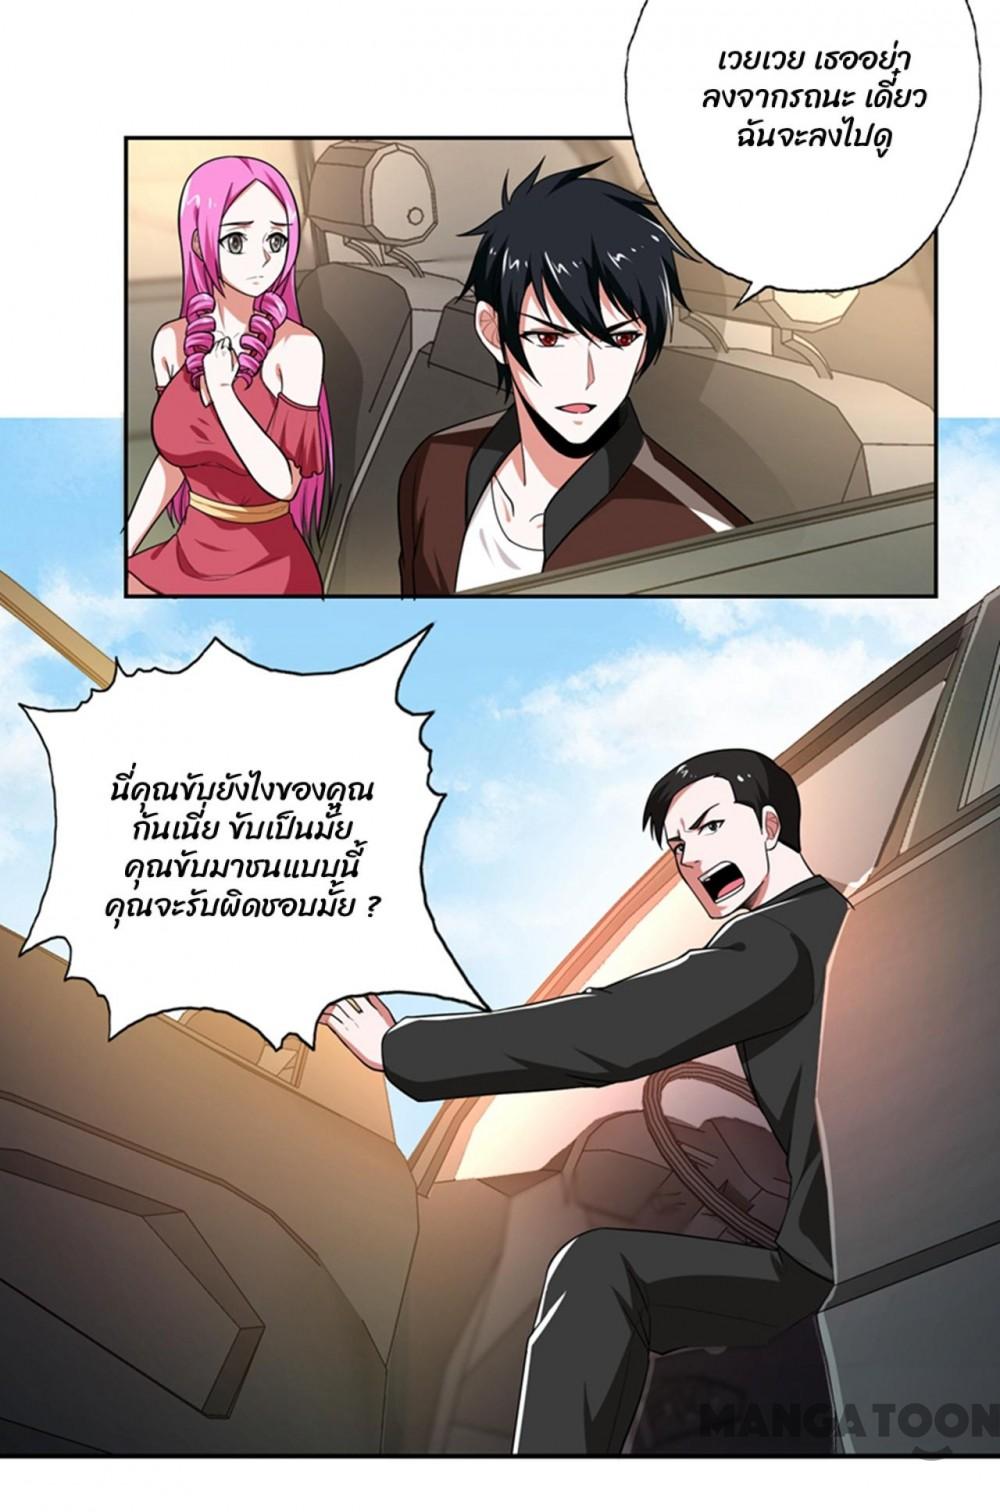 เวยเวย เธออย่า
ลงจากรถนะ เดี๋ยว
ฉันจะลงไปดู
นี่คุณขับยังไงของคุณ
กันเนี่ย ขับเป็นมั้ย
คุณขับมาชนแบบนี้
คุณจะรับผิดชอบมั้ย ?
MANGATOON